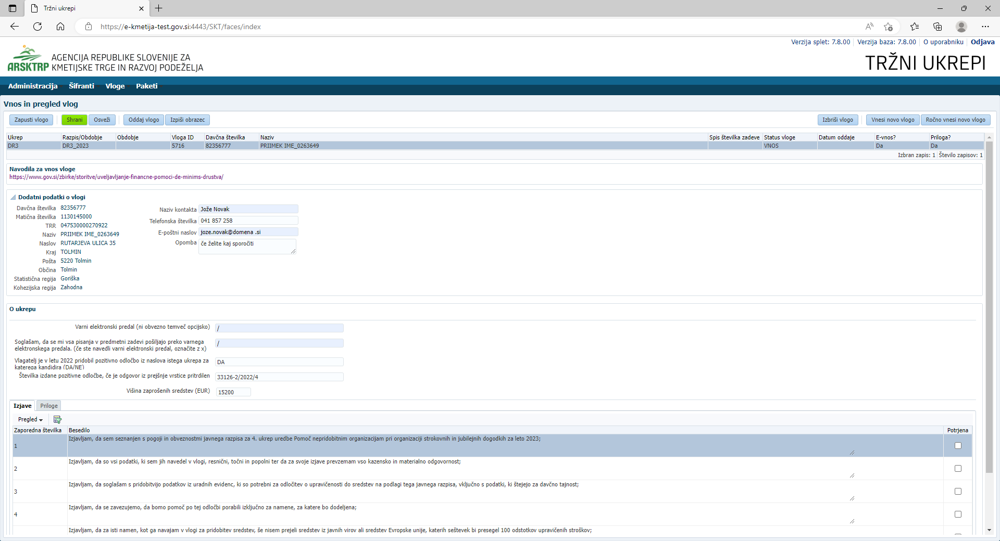 Tržni ukrepi
https://e-kmetija-test.gov.si:4443/SKT/faces/index
Verzija splet: 7.8.00 Verzija baza: 7.8.00 O uporabniku Odjava
ARSKTRP
AGENCIJA REPUBLIKE SLOVENIJE ZA
KMETIJSKE TRGE IN RAZVOJ PODEŽELJA
TRŽNI UKREPI
Administracija Šifranti Vloge Paketi
Vnos in pregled vlog
Zapusti vlogo Shrani Osveži Oddaj vlogo Izpiši obrazec Izbriši vlogo Vnesi novo vlogo Ročno vnesi novo vlogo
Ukrep Razpis/Obdobje Obdobje Vloga ID Davčna številka Naziv Spis številka zadeve Status vloge Datum oddaje E-vnos? Priloga?
DR3 DR3_2023 5716 82356777 PRIIMEK IME_0263649 VNOS Da Da
Izbran zapis: 1 Število zapisov: 1
Navodila za vnos vloge
https://www.gov.si/zbirke/storitve/uveljavljanje-financne-pomoci-de-minims-drustva/
Dodatni podatki o vlogi
Davčna številka 82356777
Matična številka 1130145000
TRR 047530000270922
Naziv PRIIMEK IME_0263649
Naslov RUTARJEVA ULICA 35
Kraj TOLMIN
Pošta 5220 Tolmin
Občina Tolmin
Statistična regija Goriška
Kohezijska regija Zahodna
Naziv kontakta Jože Novak
Telefonska številka 041 857 258
E-poštni naslov joze.novak@domena .si
Opomba če želite kaj sporočiti
O ukrepu
Varni elektronski predal (ni obvezno temveč opcijsko) /
Soglašam, da se mi vsa pisanja v predmetni zadevi pošiljajo preko varnega
elektronskega predala. (če ste navedli varni elektronski predal, označite z x) /
Vlagatelj je v letu 2022 pridobil pozitivno odločbo iz naslova istega ukrepa za
katerega kandidira (DA/NE) DA
Številka izdane pozitivne odločbe, če je odgovor iz prejšnje vrstice pritrdilen 33126-2/2022/4
Višina zaprošenih sredstev (EUR) 15200
Izjave Priloge
Pregled
Zaporedna številka Besedilo Potrjena
1 Izjavljam, da sem seznanjen s pogoji in obveznostmi javnega razpisa za 4. ukrep uredbe Pomoč nepridobitnim organizacijam pri organizaciji strokovnih in jubilejnih dogodkih za leto 2023;
2 Izjavljam, da so vsi podatki, ki sem jih navedel v vlogi, resnični, točni in popolni ter da za svoje izjave prevzemam vso kazensko in materialno odgovornost;
3 Izjavljam, da soglašam s pridobitvijo podatkov iz uradnih evidenc, ki so potrebni za odločitev o upravičenosti do sredstev na podlagi tega javnega razpisa, vključno s podatki, ki štejejo za davčno tajnost;
4 Izjavljam, da se zavezujemo, da bomo pomoč po tej odločbi porabili izključno za namene, za katere bo dodeljena;
Izjavljam, da za isti namen, kot ga navajam v vlogi za pridobitev sredstev, še nisem prejeli sredstev iz javnih virov ali sredstev Evropske unije, katerih seštevek bi presegel 100 odstotkov upravičenih stroškov;